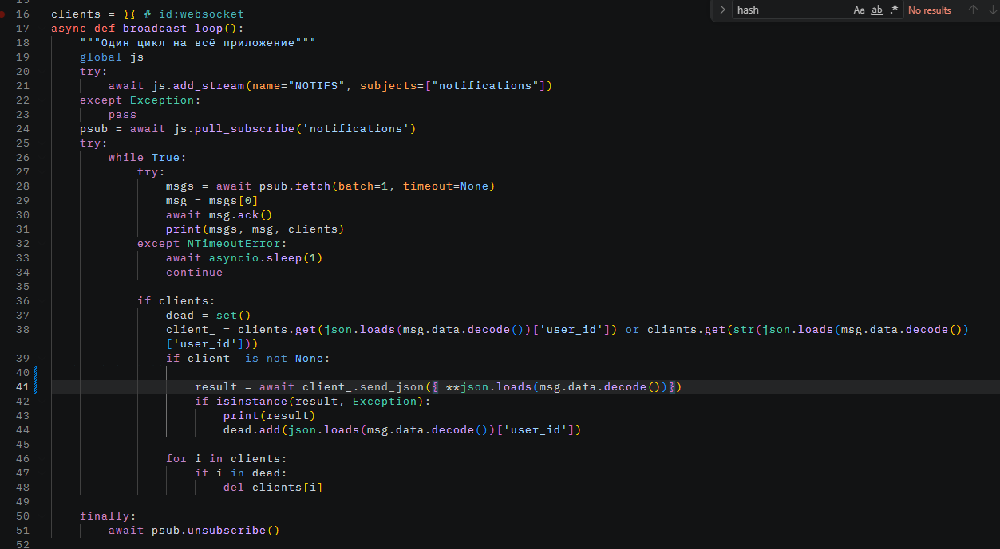 hash Aa ab .* No results
15
16 clients = {} # id:websocket
17 async def broadcast_loop():
18 """Один цикл на всё приложение"""
19 global js
20 try:
21 await js.add_stream(name="NOTIFS", subjects=["notifications"])
22 except Exception:
23 pass
24 psub = await js.pull_subscribe('notifications')
25 try:
26 while True:
27 try:
28 msgs = await psub.fetch(batch=1, timeout=None)
29 msg = msgs[0]
30 await msg.ack()
31 print(msgs, msg, clients)
32 except NTimeoutError:
33 await asyncio.sleep(1)
34 continue
35
36 if clients:
37 dead = set()
38 client_ = clients.get(json.loads(msg.data.decode())['user_id']) or clients.get(str(json.loads(msg.data.decode())
['user_id']))
39 if client_ is not None:
40
41 result = await client_.send_json({ **json.loads(msg.data.decode())})
42 if isinstance(result, Exception):
43 print(result)
44 dead.add(json.loads(msg.data.decode())['user_id'])
45
46 for i in clients:
47 if i in dead:
48 del clients[i]
49
50 finally:
51 await psub.unsubscribe()
52